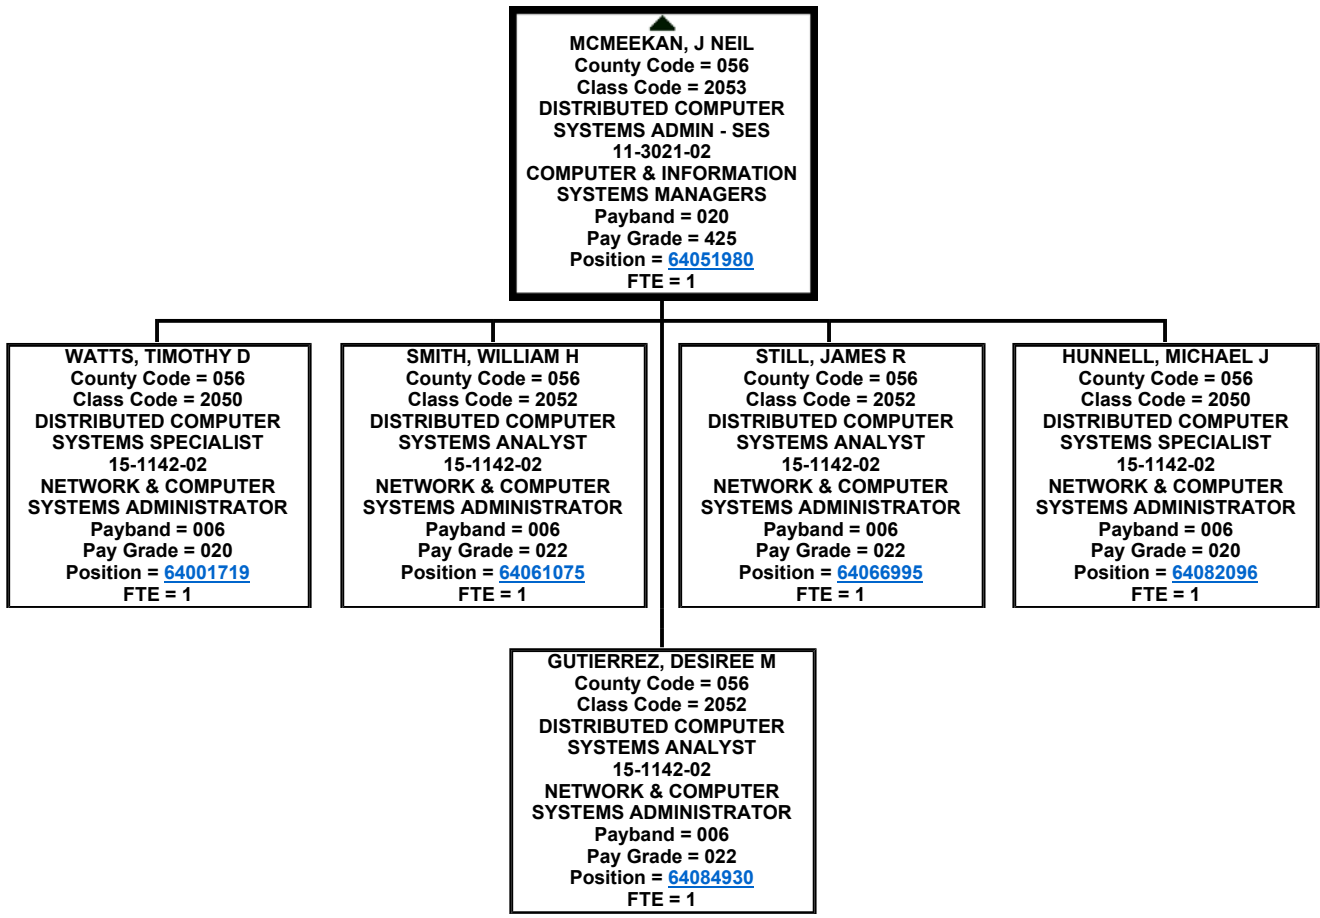 MCMEEKAN, J NEIL
County Code = 056
Class Code = 2053
DISTRIBUTED COMPUTER
SYSTEMS ADMIN - SES
11-3021-02
COMPUTER & INFORMATION
SYSTEMS MANAGERS
Payband = 020
Pay Grade = 425
Position = 64051980
FTE = 1
WATTS, TIMOTHY D
County Code = 056
Class Code = 2050
DISTRIBUTED COMPUTER
SYSTEMS SPECIALIST
15-1142-02
NETWORK & COMPUTER
SYSTEMS ADMINISTRATOR
Payband = 006
Pay Grade = 020
Position = 64001719
FTE = 1
SMITH, WILLIAM H
County Code = 056
Class Code = 2052
DISTRIBUTED COMPUTER
SYSTEMS ANALYST
15-1142-02
NETWORK & COMPUTER
SYSTEMS ADMINISTRATOR
Payband = 006
Pay Grade = 022
Position = 64061075
FTE = 1
STILL, JAMES R
County Code = 056
Class Code = 2052
DISTRIBUTED COMPUTER
SYSTEMS ANALYST
15-1142-02
NETWORK & COMPUTER
SYSTEMS ADMINISTRATOR
Payband = 006
Pay Grade = 022
Position = 64066995
FTE = 1
HUNNELL, MICHAEL J
County Code = 056
Class Code = 2050
DISTRIBUTED COMPUTER
SYSTEMS SPECIALIST
15-1142-02
NETWORK & COMPUTER
SYSTEMS ADMINISTRATOR
Payband = 006
Pay Grade = 020
Position = 64082096
FTE = 1
GUTIERREZ, DESIREE M
County Code = 056
Class Code = 2052
DISTRIBUTED COMPUTER
SYSTEMS ANALYST
15-1142-02
NETWORK & COMPUTER
SYSTEMS ADMINISTRATOR
Payband = 006
Pay Grade = 022
Position = 64084930
FTE = 1